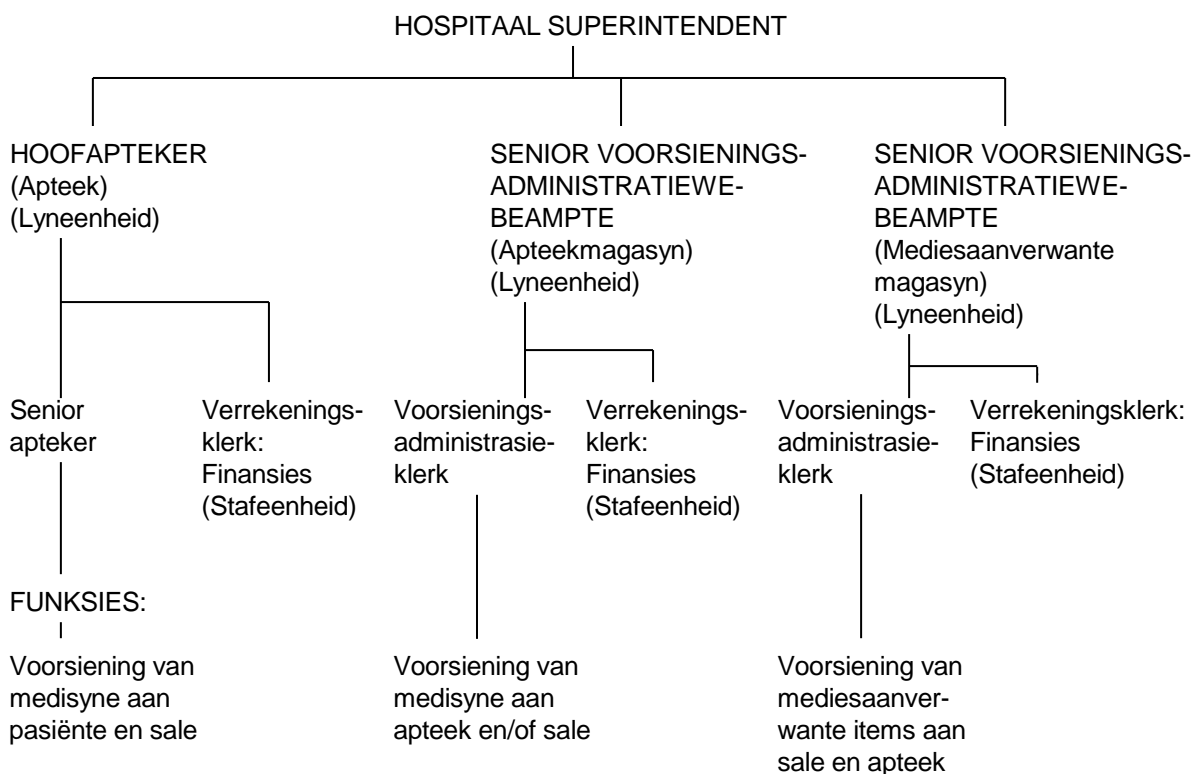 HOSPITAAL SUPERINTENDENT
HOOFAPTEKER
(Apteek)
(Lyneenheid)
SENIOR VOORSIENINGS-
ADMINISTRATIEWE-
BEAMPTE
(Apteekmagasyn)
(Lyneenheid)
SENIOR VOORSIENINGS-
ADMINISTRATIEWE-
BEAMPTE
(Mediesaanverwante
magasyn)
(Lyneenheid)
Senior
apteker
Verrekenings-
klerk:
Finansies
(Stafeenheid)
Voorsienings-
administrasie-
klerk
Verrekenings-
klerk:
Finansies
(Stafeenheid)
Voorsienings-
administrasie-
klerk
Verrekeningsklerk:
Finansies
(Stafeenheid)
FUNKSIES:
Voorsiening van
medisyne aan
pasiënte en sale
Voorsiening van
medisyne aan
apteek en/of sale
Voorsiening van
mediesaanver-
wante items aan
sale en apteek